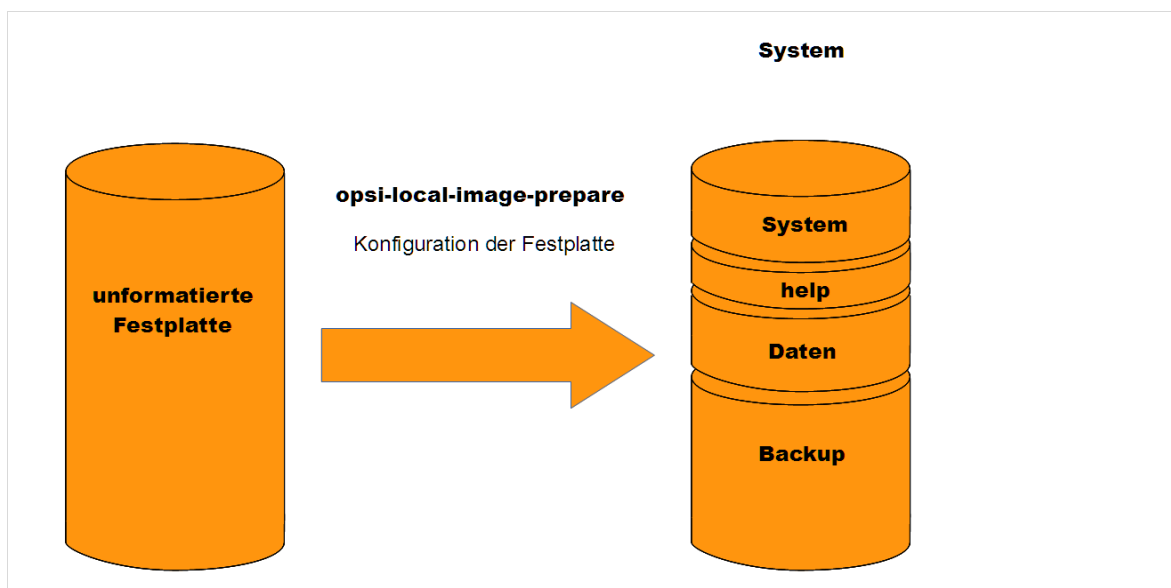 System
unformatierte
Festplatte
opsi-local-image-prepare
Konfiguration der Festplatte
System
help
Daten
Backup